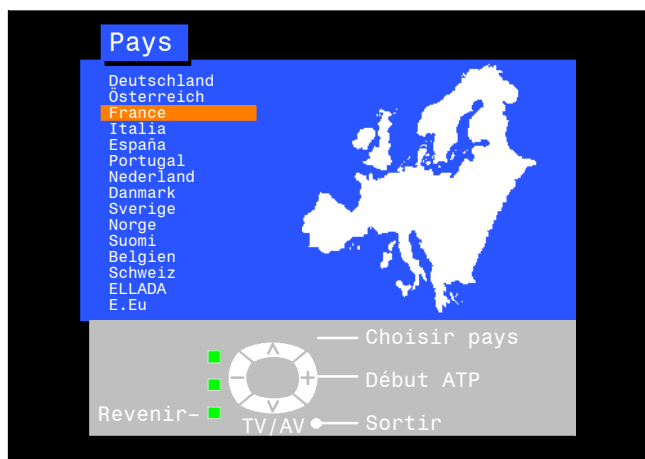 Pays
Deutschland
Österreich
France
Italia
España
Portugal
Nederland
Danmark
Sverige
Norge
Suomi
Belgien
Schweiz
ELLADA
E.Eu
Choisir pays
Début ATP
Revenir
TV/AV
Sortir